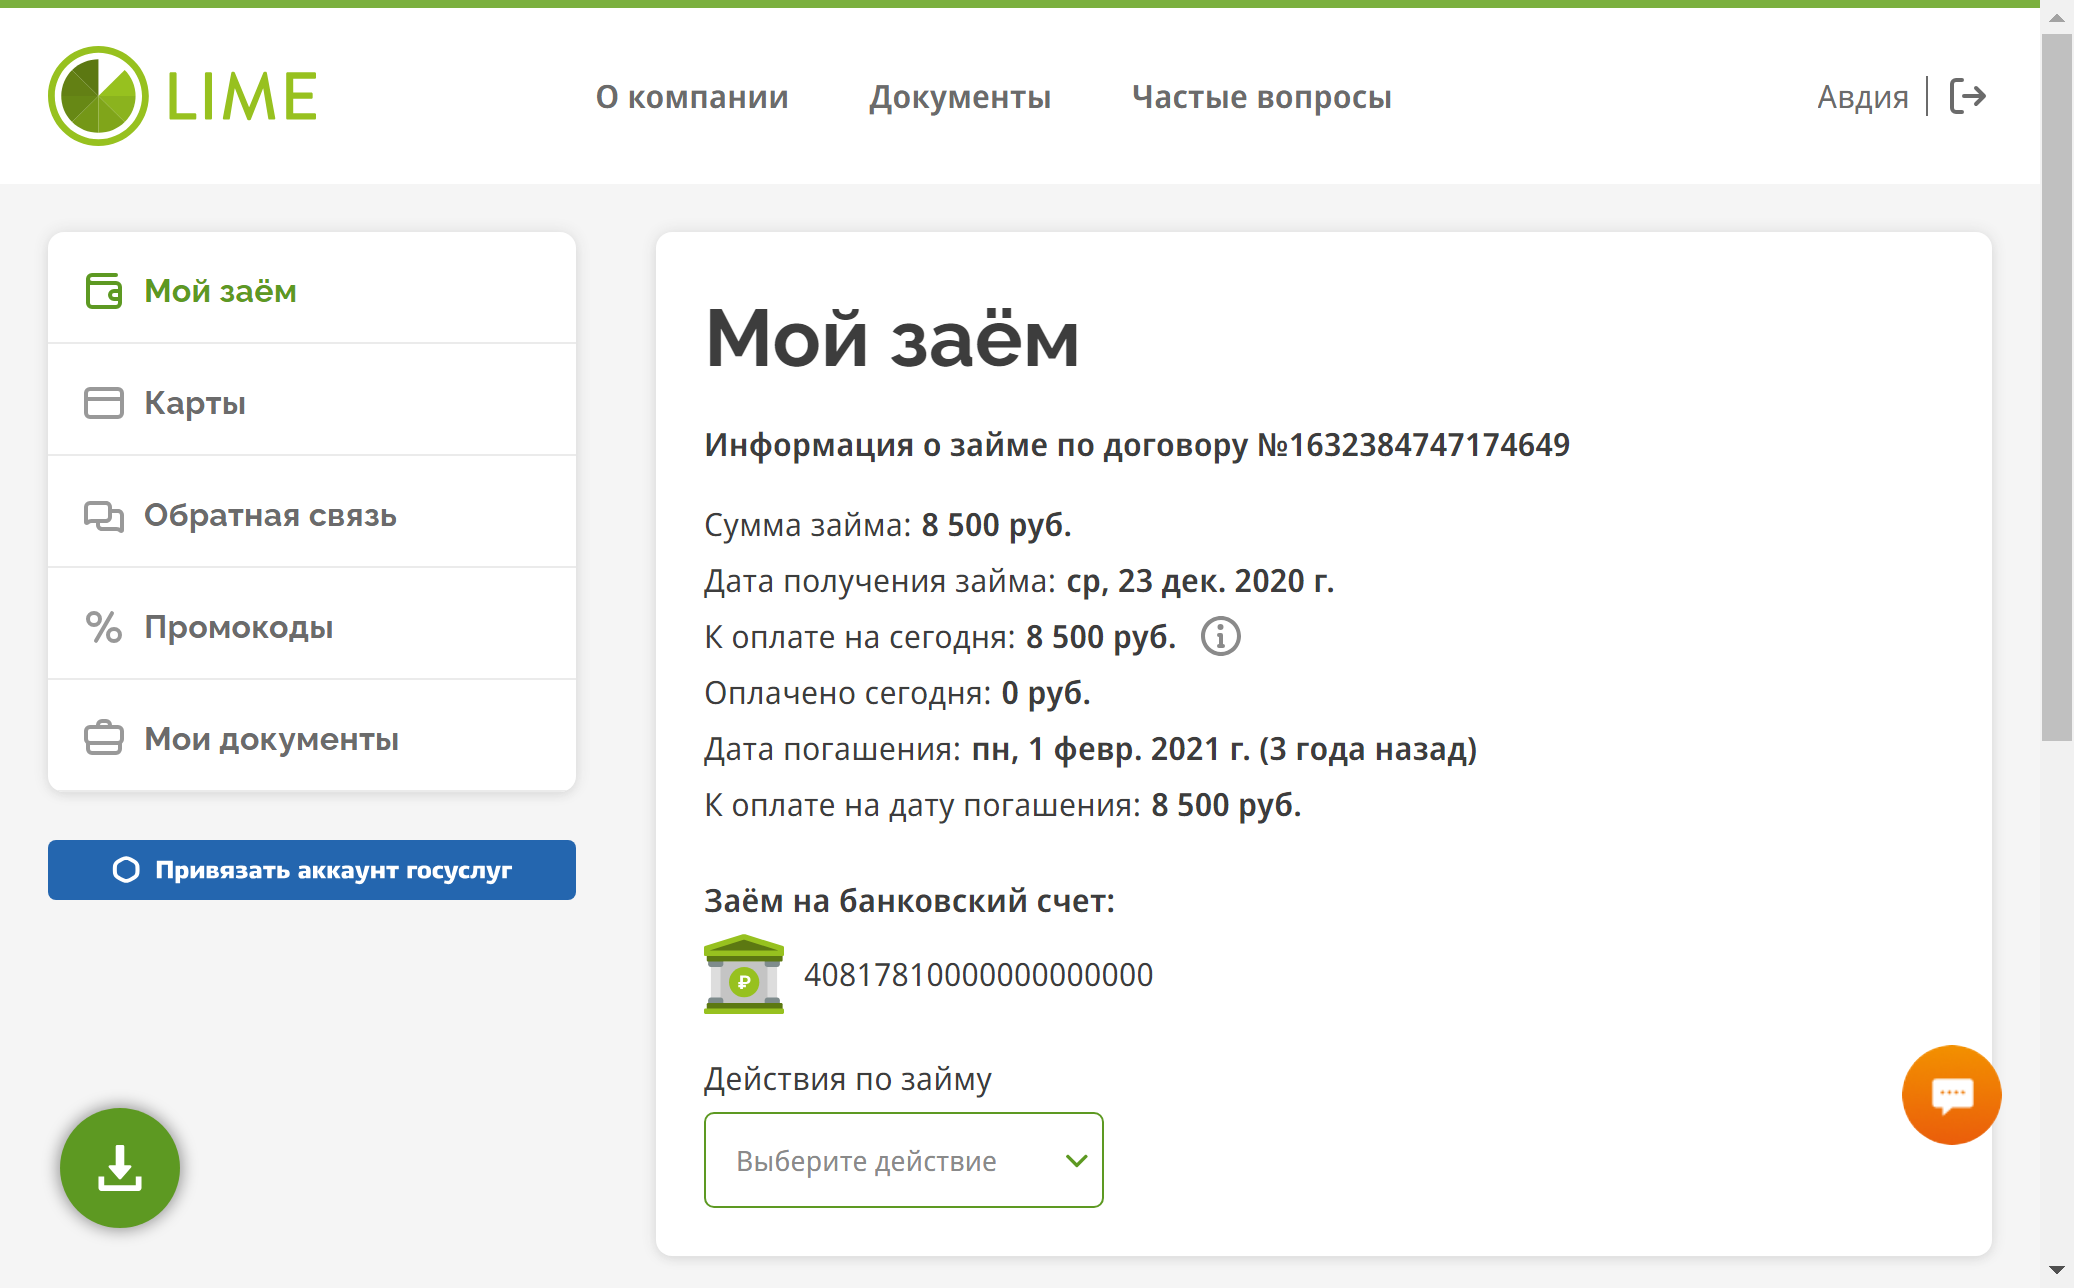 LIME
О компании
Документы
Частые вопросы
Авдия
Мой заём
Карты
Обратная связь
Промокоды
Мои документы
Привязать аккаунт госуслуг
Мой заём
Информация о займе по договору №1632384747174649
Сумма займа: 8 500 руб.
Дата получения займа: ср, 23 дек. 2020 г.
К оплате на сегодня: 8 500 руб.
Оплачено сегодня: 0 руб.
Дата погашения: пн, 1 февр. 2021 г. (3 года назад)
К оплате на дату погашения: 8 500 руб.
Заём на банковский счет:
₽
40817810000000000000
Действия по займу
Выберите действие